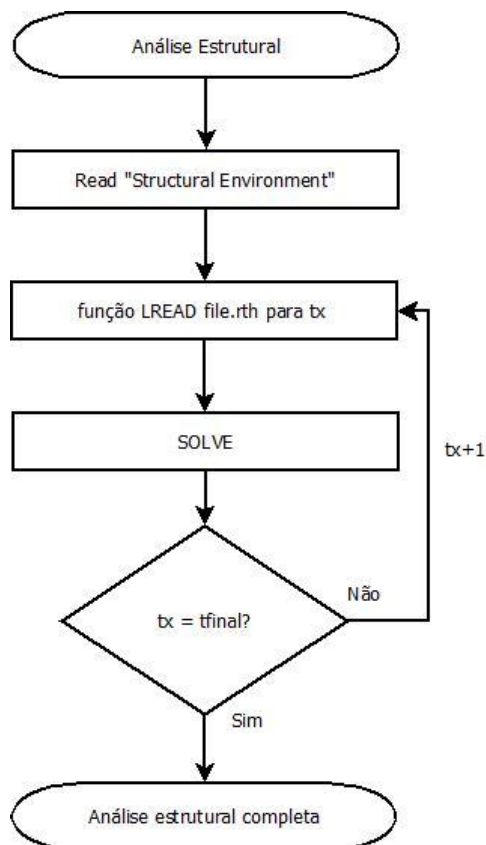 Análise Estrutural
Read "Structural Environment"
função LREAD file.rth para tx
SOLVE
tx+1
tx = tfinal?
Não
Sim
Análise estrutural completa